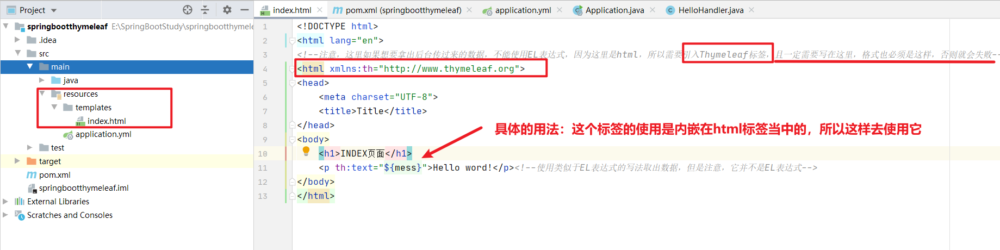 Project
index.html
pom.xml (springbootthymeleaf)
application.yml
Application.java
HelloHandler.java
springbootthymeleaf E:\SpringBootStudy\springbootthymele
.idea
src
main
java
resources
templates
index.html
application.yml
test
target
pom.xml
springbootthymeleaf.iml
External Libraries
Scratches and Consoles
1 <!DOCTYPE html>
2 <html lang="en">
3 <!--注意，这里如果想要拿出后台传过来的数据，不能使用EL表达式，因为这里是html，所以需要引入Thymeleaf标签，且一定需要写在这里，格式也必须是这样，否则就会失败--
4 <html xmlns:th="http://www.thymeleaf.org">
5 <head>
6 <meta charset="UTF-8">
7 <title>Title</title>
8 </head>
具体的用法：这个标签的使用是内嵌在html标签当中的，所以这样去使用它
9 <body>
10 <h1>INDEX页面</h1>
11 <p th:text="${mess}">Hello word!</p><!--使用类似于EL表达式的写法取出数据，但是注意，它并不是EL表达式-->
12 </body>
13 </html>